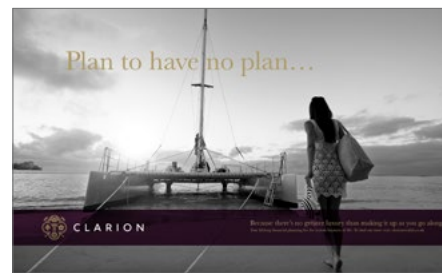 Plan to have no plan…
CLARION
Because there's no greater luxury than making it up as you go along